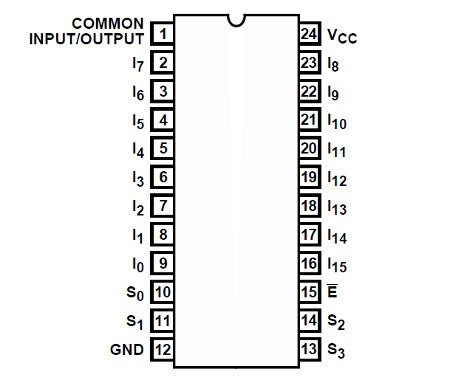 COMMON
INPUT/OUTPUT 1 24 VCC
I7 2 23 I8
I6 3 22 I9
I5 4 21 I10
I4 5 20 I11
I3 6 19 I12
I2 7 18 I13
I1 8 17 I14
I0 9 16 I15
S0 10 15 E̅
S1 11 14 S2
GND 12 13 S3